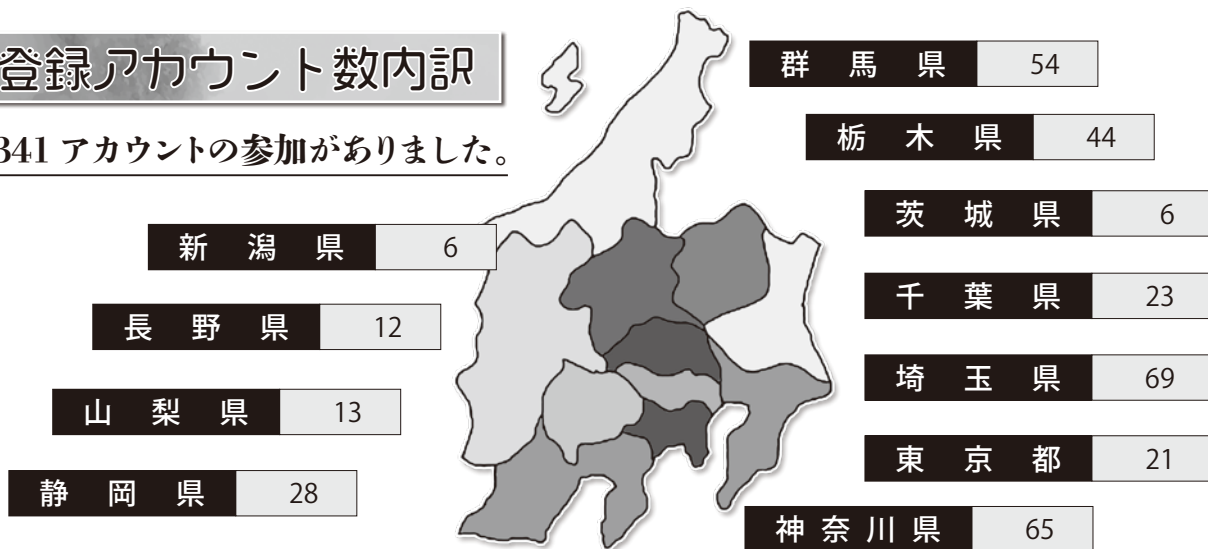 登録アカウント数内訳
341 アカウントの参加がありました。
群馬県 54
栃木県 44
茨城県 6
千葉県 23
埼玉県 69
東京都 21
神奈川県 65
新潟県 6
長野県 12
山梨県 13
静岡県 28